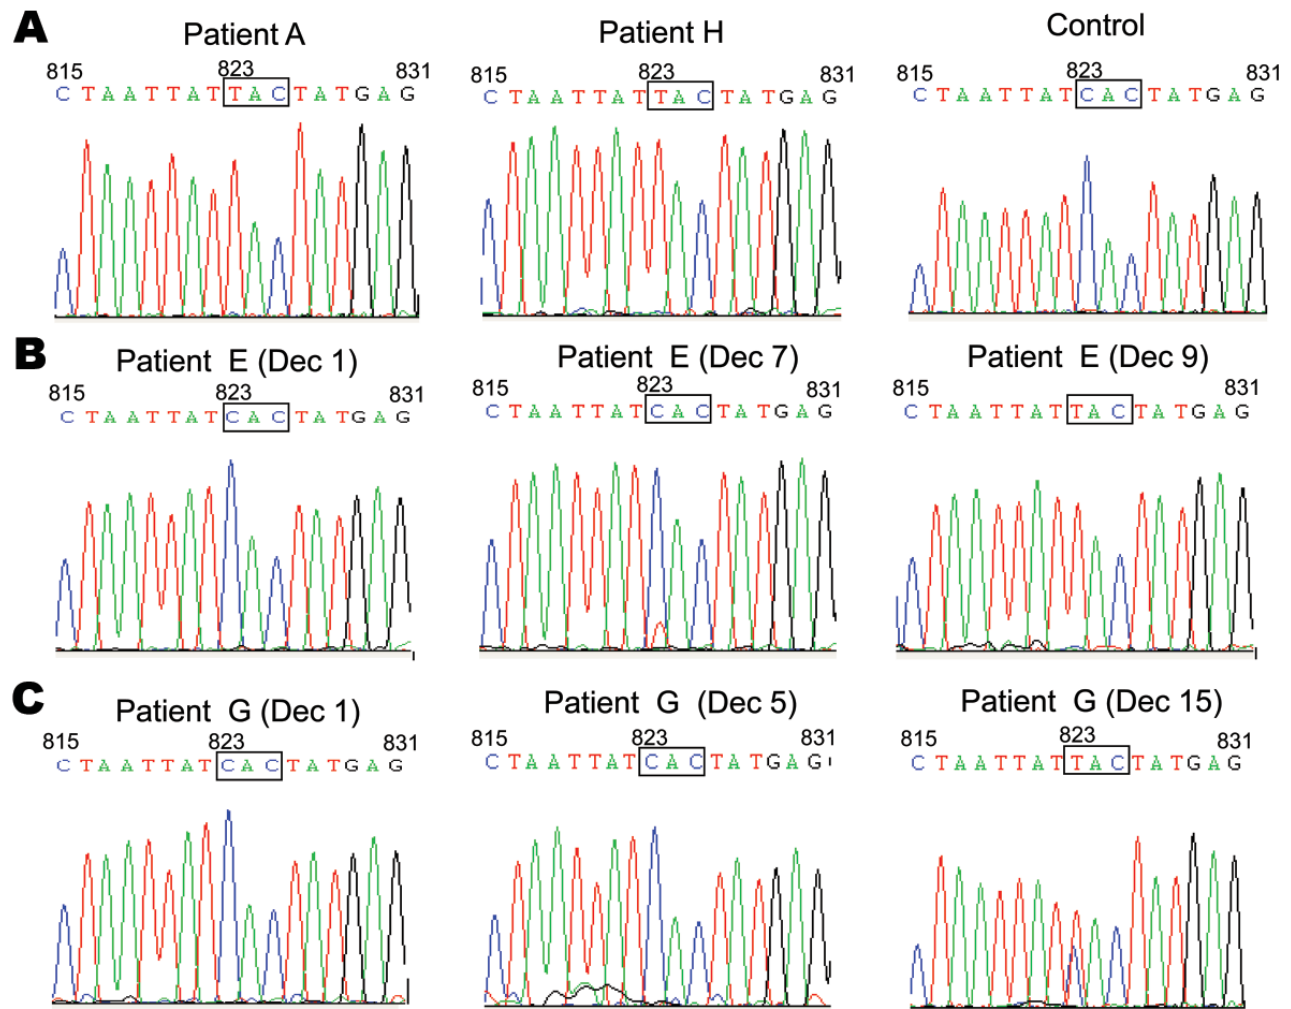 A
Patient A
Patient H
Control
815 823 831
C T A A T T A T T A C T A T G A G
815 823 831
C T A A T T A T T A C T A T G A G
815 823 831
C T A A T T A T C A C T A T G A G
B
Patient E (Dec 1)
Patient E (Dec 7)
Patient E (Dec 9)
815 823 831
C T A A T T A T C A C T A T G A G
815 823 831
C T A A T T A T C A C T A T G A G
815 823 831
C T A A T T A T T A C T A T G A G
C
Patient G (Dec 1)
Patient G (Dec 5)
Patient G (Dec 15)
815 823 831
C T A A T T A T C A C T A T G A G
815 823 831
C T A A T T A T C A C T A T G A G
815 823 831
C T A A T T A T T A C T A T G A G